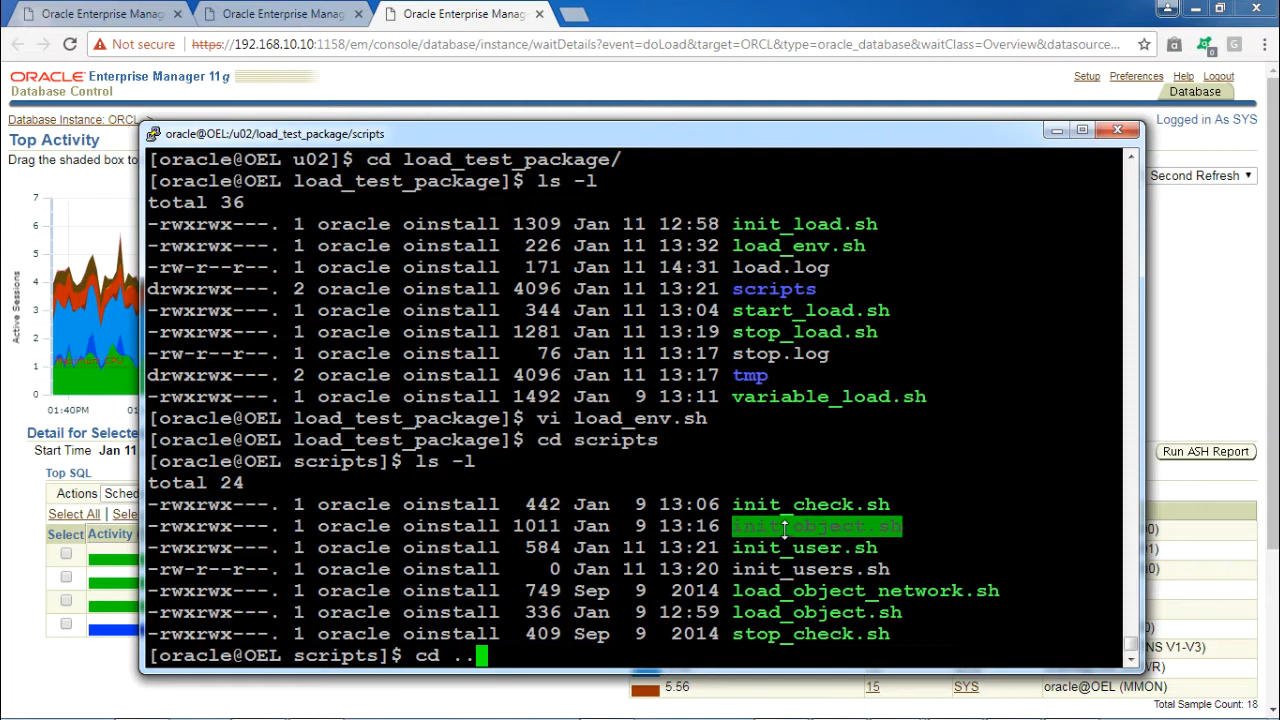 Oracle Enterprise Manag
Oracle Enterprise Manag
Oracle Enterprise Manag
Not secure https://192.168.10.10:1158/em/console/database/instance/waitDetails?event=doLoad&target=ORCL&type=oracle_database&waitClass=Overview&datasource...
ORACLE Enterprise Manager 11g
Database Control
Setup Preferences Help Logout
Database
Database Instance: ORCL
Logged in As SYS
Top Activity
Drag the shaded box to
Second Refresh
7
6
5
4
3
2
1
0
Active Sessions
01:40PM
Detail for Selecte
Start Time Jan 11
Run ASH Report
Top SQL
Actions Sched
Select All Sele
Select Activity
oracle@OEL:/u02/load_test_package/scripts
[oracle@OEL u02]$ cd load_test_package/
[oracle@OEL load_test_package]$ ls -l
total 36
-rwxrwx---. 1 oracle oinstall 1309 Jan 11 12:58 init_load.sh
-rwxrwx---. 1 oracle oinstall 226 Jan 11 13:32 load_env.sh
-rw-r--r--. 1 oracle oinstall 171 Jan 11 14:31 load.log
drwxrwx---. 2 oracle oinstall 4096 Jan 11 13:21 scripts
-rwxrwx---. 1 oracle oinstall 344 Jan 11 13:04 start_load.sh
-rwxrwx---. 1 oracle oinstall 1281 Jan 11 13:19 stop_load.sh
-rw-r--r--. 1 oracle oinstall 76 Jan 11 13:17 stop.log
drwxrwx---. 2 oracle oinstall 4096 Jan 11 13:17 tmp
-rwxrwx---. 1 oracle oinstall 1492 Jan 9 13:11 variable_load.sh
[oracle@OEL load_test_package]$ vi load_env.sh
[oracle@OEL load_test_package]$ cd scripts
[oracle@OEL scripts]$ ls -l
total 24
-rwxrwx---. 1 oracle oinstall 442 Jan 9 13:06 init_check.sh
-rwxrwx---. 1 oracle oinstall 1011 Jan 9 13:16 init_object.sh
-rwxrwx---. 1 oracle oinstall 584 Jan 11 13:21 init_user.sh
-rw-r--r--. 1 oracle oinstall 0 Jan 11 13:20 init_users.sh
-rwxrwx---. 1 oracle oinstall 749 Sep 9 2014 load_object_network.sh
-rwxrwx---. 1 oracle oinstall 336 Jan 11 12:59 load_object.sh
-rwxrwx---. 1 oracle oinstall 409 Sep 9 2014 stop_check.sh
[oracle@OEL scripts]$ cd ..
NS V1-V3)
5.56 15 SYS oracle@OEL (MMON)
Total Sample Count: 18